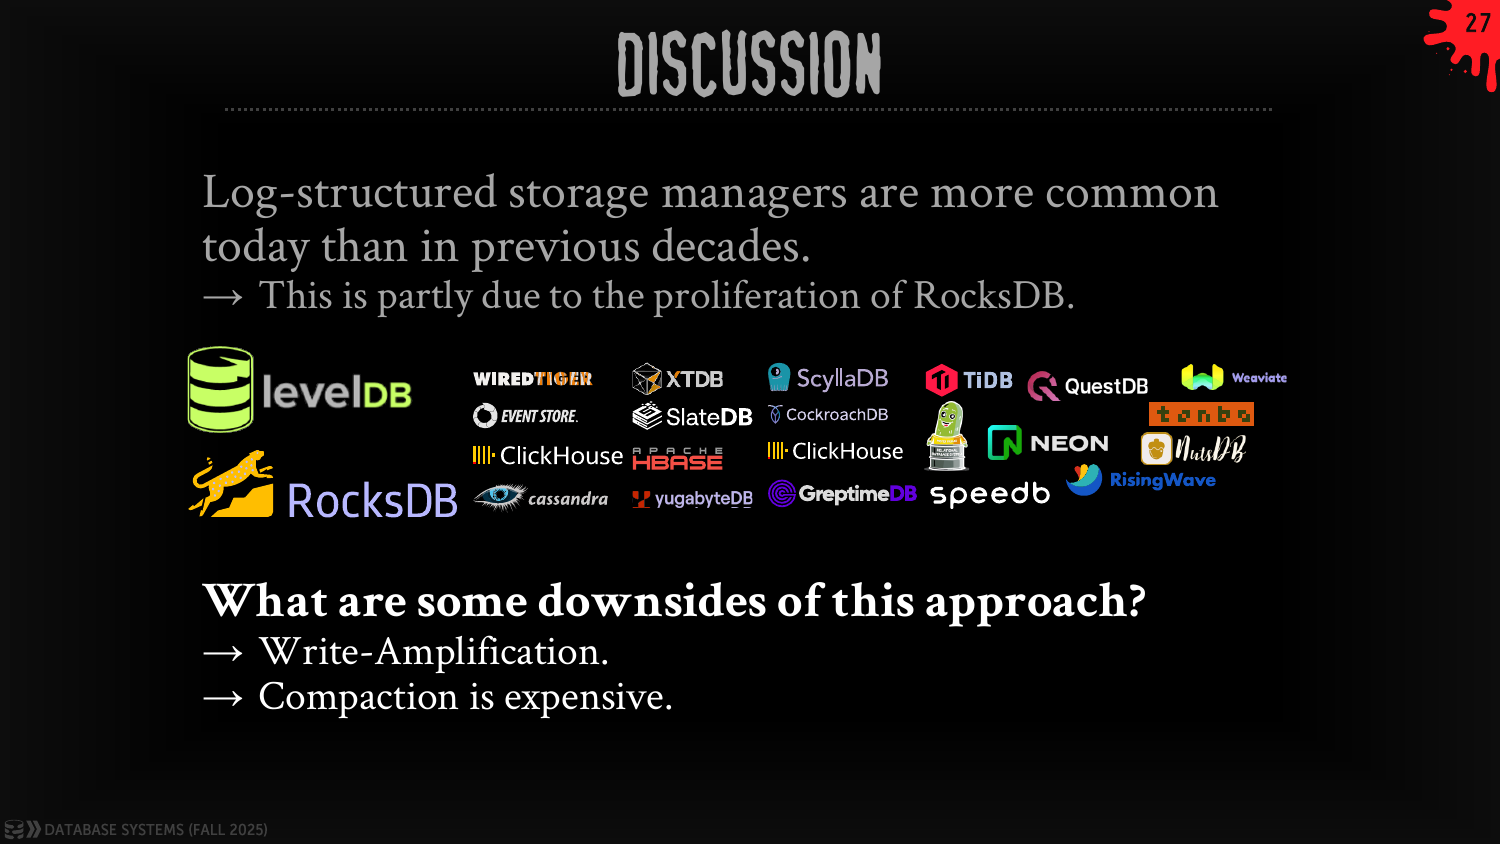 27
DISCUSSION
Log-structured storage managers are more common
today than in previous decades.
→ This is partly due to the proliferation of RocksDB.
levelDB
RocksDB
WIREDTIGER
EVENT STORE.
ClickHouse
cassandra
XTDB
SlateDB
APACHE
HBASE
yugabyteDB
ScyllaDB
CockroachDB
ClickHouse
GreptimeDB
TiDB
QuestDB
Weaviate
tonbo
NEON
NutsDB
speedb
RisingWave
What are some downsides of this approach?
→ Write-Amplification.
→ Compaction is expensive.
DATABASE SYSTEMS (FALL 2025)